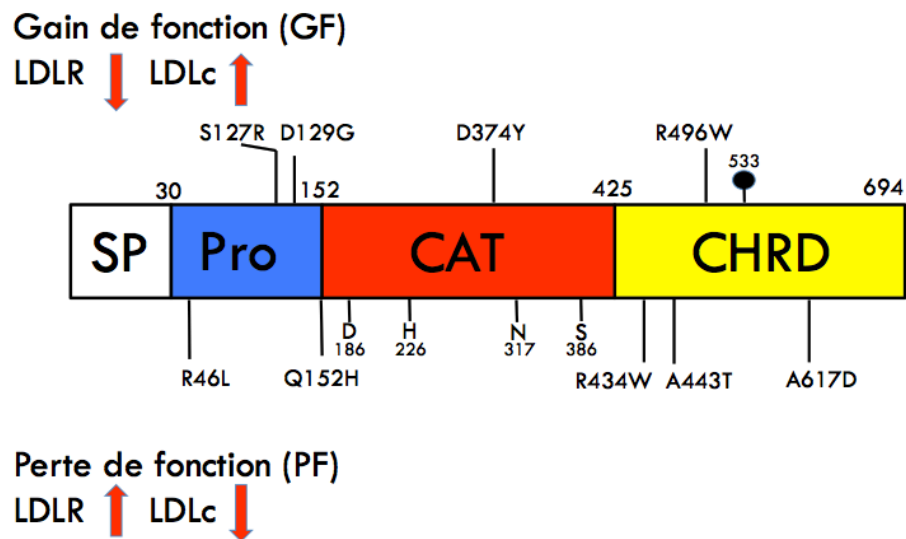 Gain de fonction (GF)
LDLR LDLc
S127R D129G D374Y R496W
533
30 152 425 694
SP Pro CAT CHRD
D H N S
186 226 317 386
R46L Q152H R434W A443T A617D
Perte de fonction (PF)
LDLR LDLc